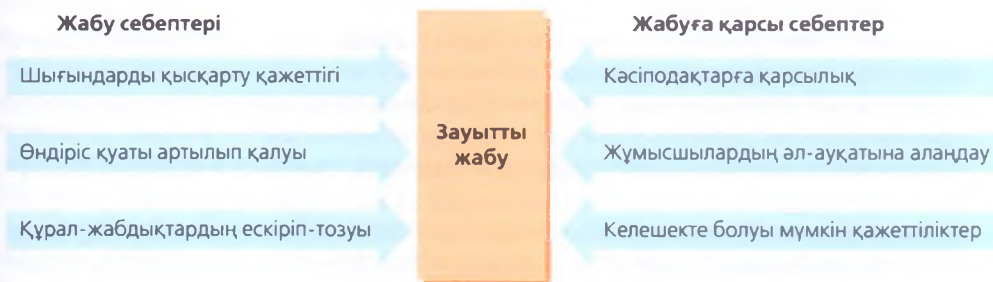 Жабу себептері
Жабуға қарсы себептер
Шығындарды қысқарту қажеттігі
Кәсіподақтарға қарсылық
Өндіріс қуаты артылып қалуы
Зауытты
жабу
Жұмысшылардың әл-ауқатына алаңдау
Құрал-жабдықтардың ескіріп-тозуы
Келешекте болуы мүмкін қажеттіліктер